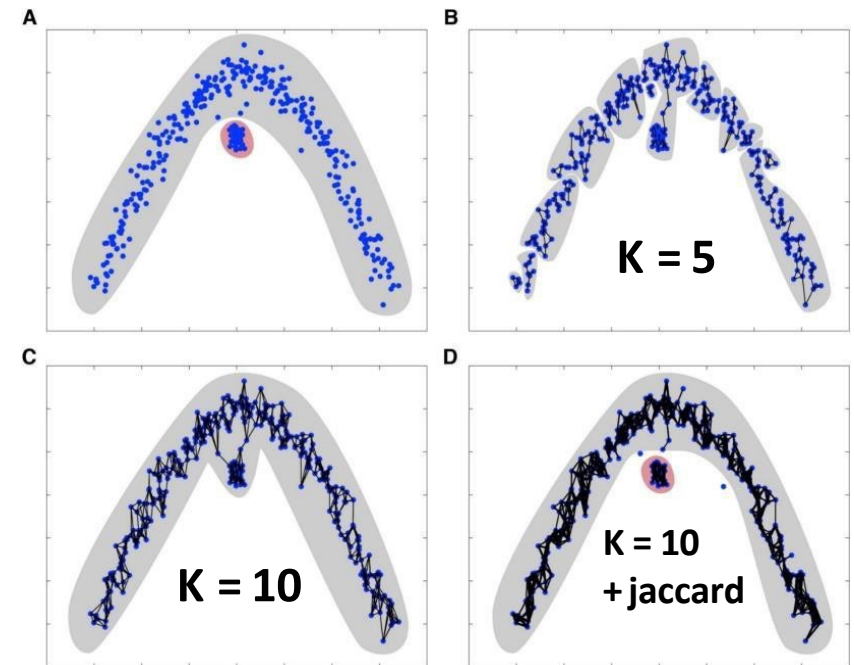 A
B
K = 5
C
K = 10
D
K = 10
+ jaccard